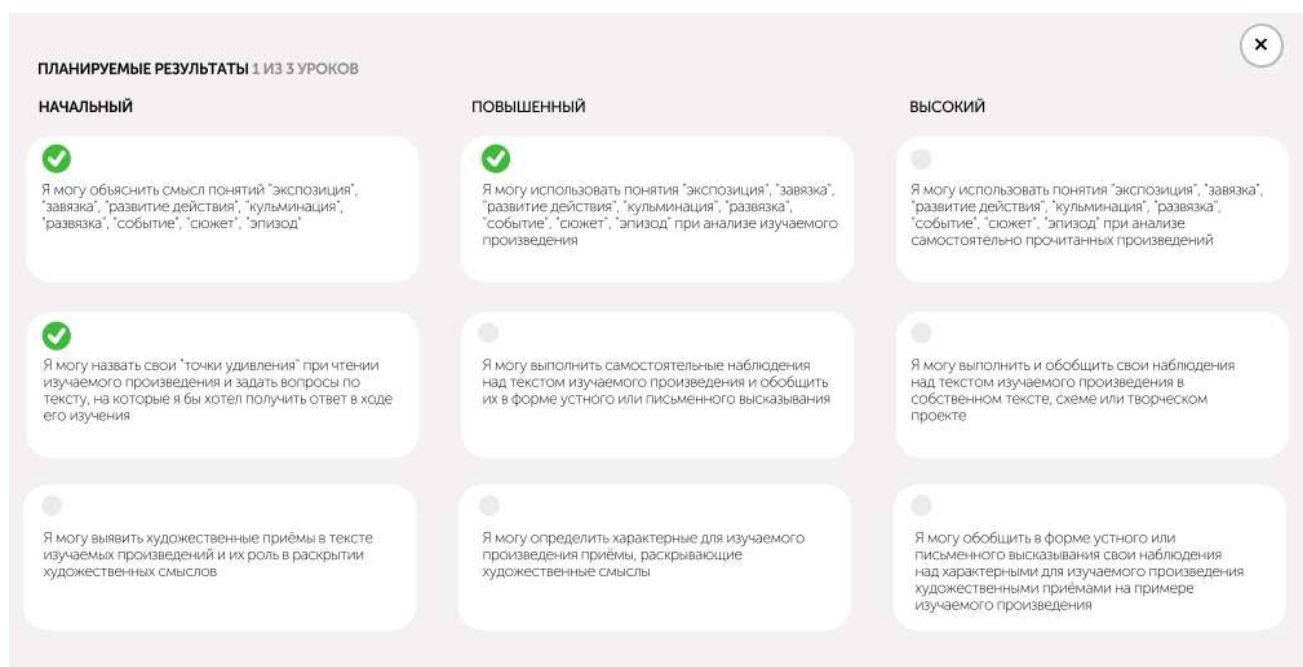 ПЛАНИРУЕМЫЕ РЕЗУЛЬТАТЫ 1 ИЗ 3 УРОКОВ
НАЧАЛЬНЫЙ
Я могу объяснить смысл понятий "экспозиция",
"завязка", "развитие действия", "кульминация",
"развязка", "событие", "сюжет", "эпизод"
Я могу назвать свои "точки удивления" при чтении
изучаемого произведения и задать вопросы по
тексту, на которые я бы хотел получить ответ в ходе
его изучения
Я могу выявить художественные приёмы в тексте
изучаемых произведений и их роль в раскрытии
художественных смыслов
ПОВЫШЕННЫЙ
Я могу использовать понятия "экспозиция", "завязка",
"развитие действия", "кульминация", "развязка",
"событие", "сюжет", "эпизод" при анализе изучаемого
произведения
Я могу выполнить самостоятельные наблюдения
над текстом изучаемого произведения и обобщить
их в форме устного или письменного высказывания
Я могу определить характерные для изучаемого
произведения приёмы, раскрывающие
художественные смыслы
ВЫСОКИЙ
Я могу использовать понятия "экспозиция", "завязка",
"развитие действия", "кульминация", "развязка",
"событие", "сюжет", "эпизод" при анализе
самостоятельно прочитанных произведений
Я могу выполнить и обобщить свои наблюдения
над текстом изучаемого произведения в
собственном тексте, схеме или творческом
проекте
Я могу обобщить в форме устного или
письменного высказывания свои наблюдения
над характерными для изучаемого произведения
художественными приёмами на примере
изучаемого произведения